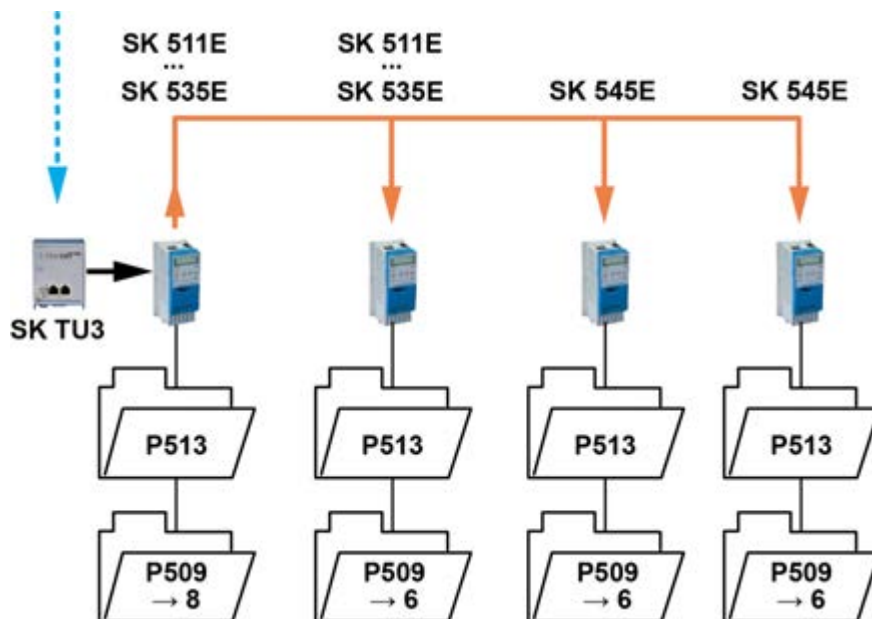 SK 511E
...
SK 535E
SK 511E
...
SK 535E
SK 545E
SK 545E
SK TU3
P513
P513
P513
P513
P509
→ 8
P509
→ 6
P509
→ 6
P509
→ 6